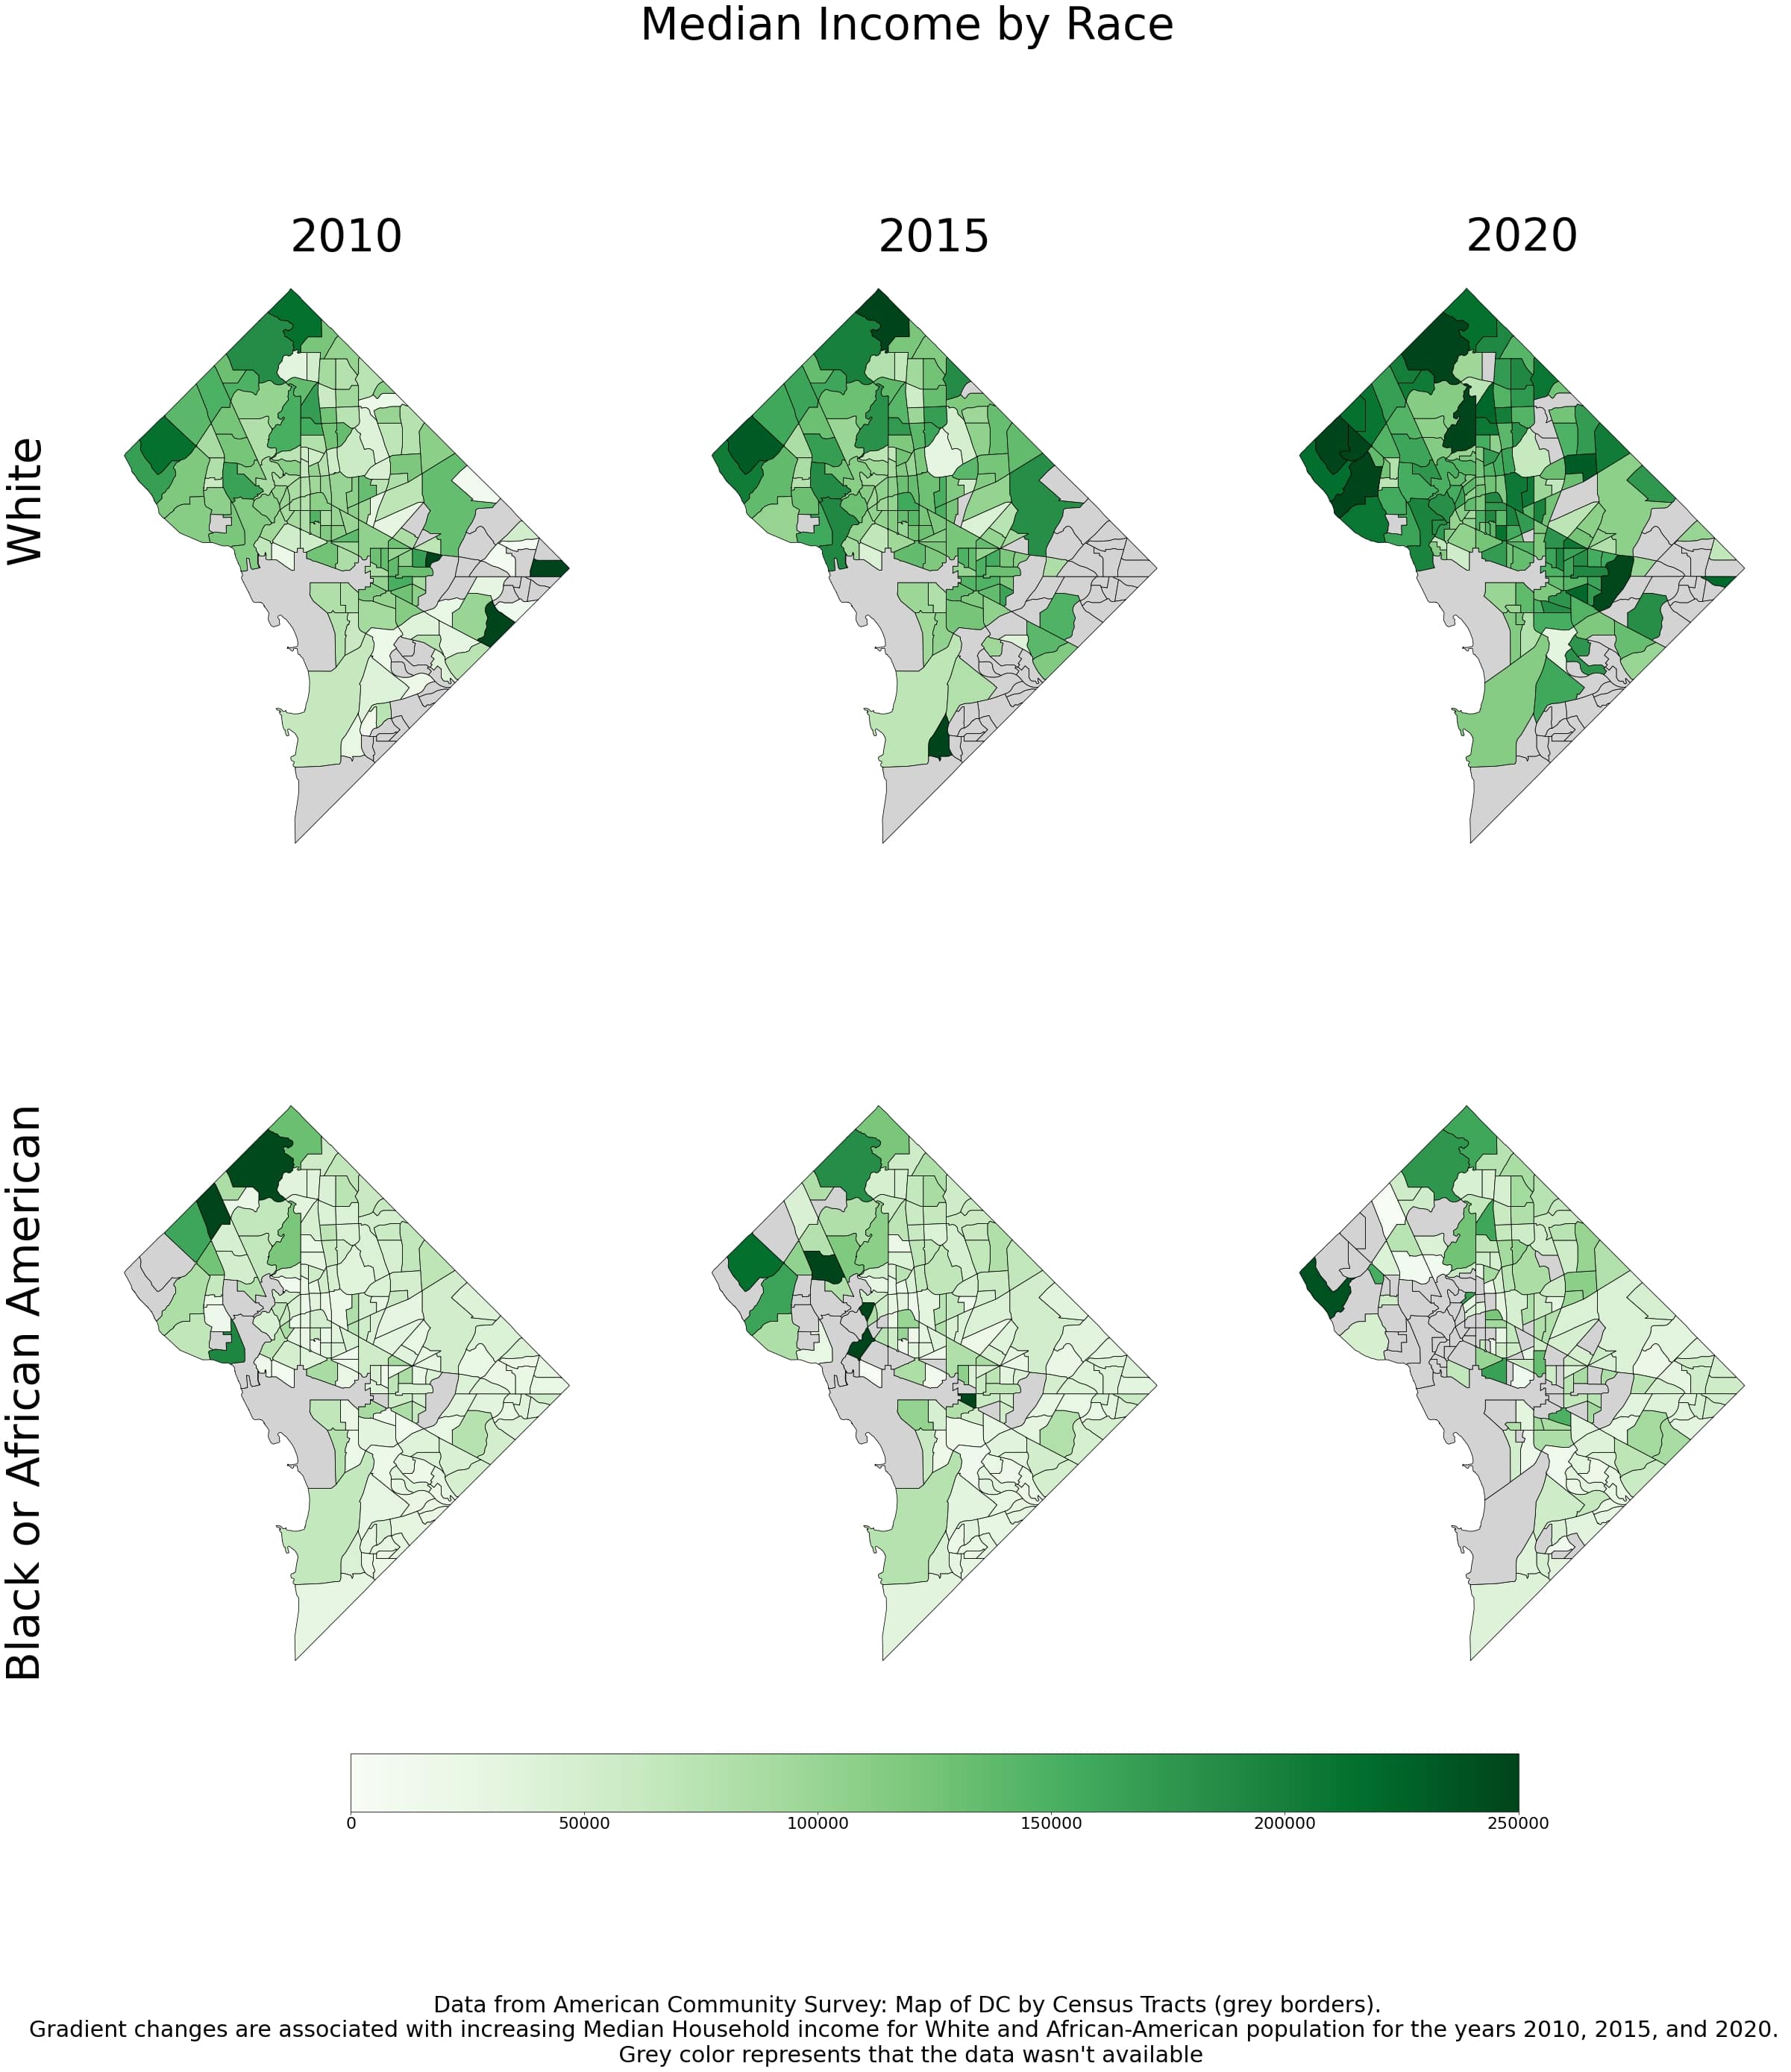 Median Income by Race
2010
2015
2020
White
Black or African American
0
50000
100000
150000
200000
250000
Data from American Community Survey: Map of DC by Census Tracts (grey borders).
Gradient changes are associated with increasing Median Household income for White and African-American population for the years 2010, 2015, and 2020.
Grey color represents that the data wasn't available